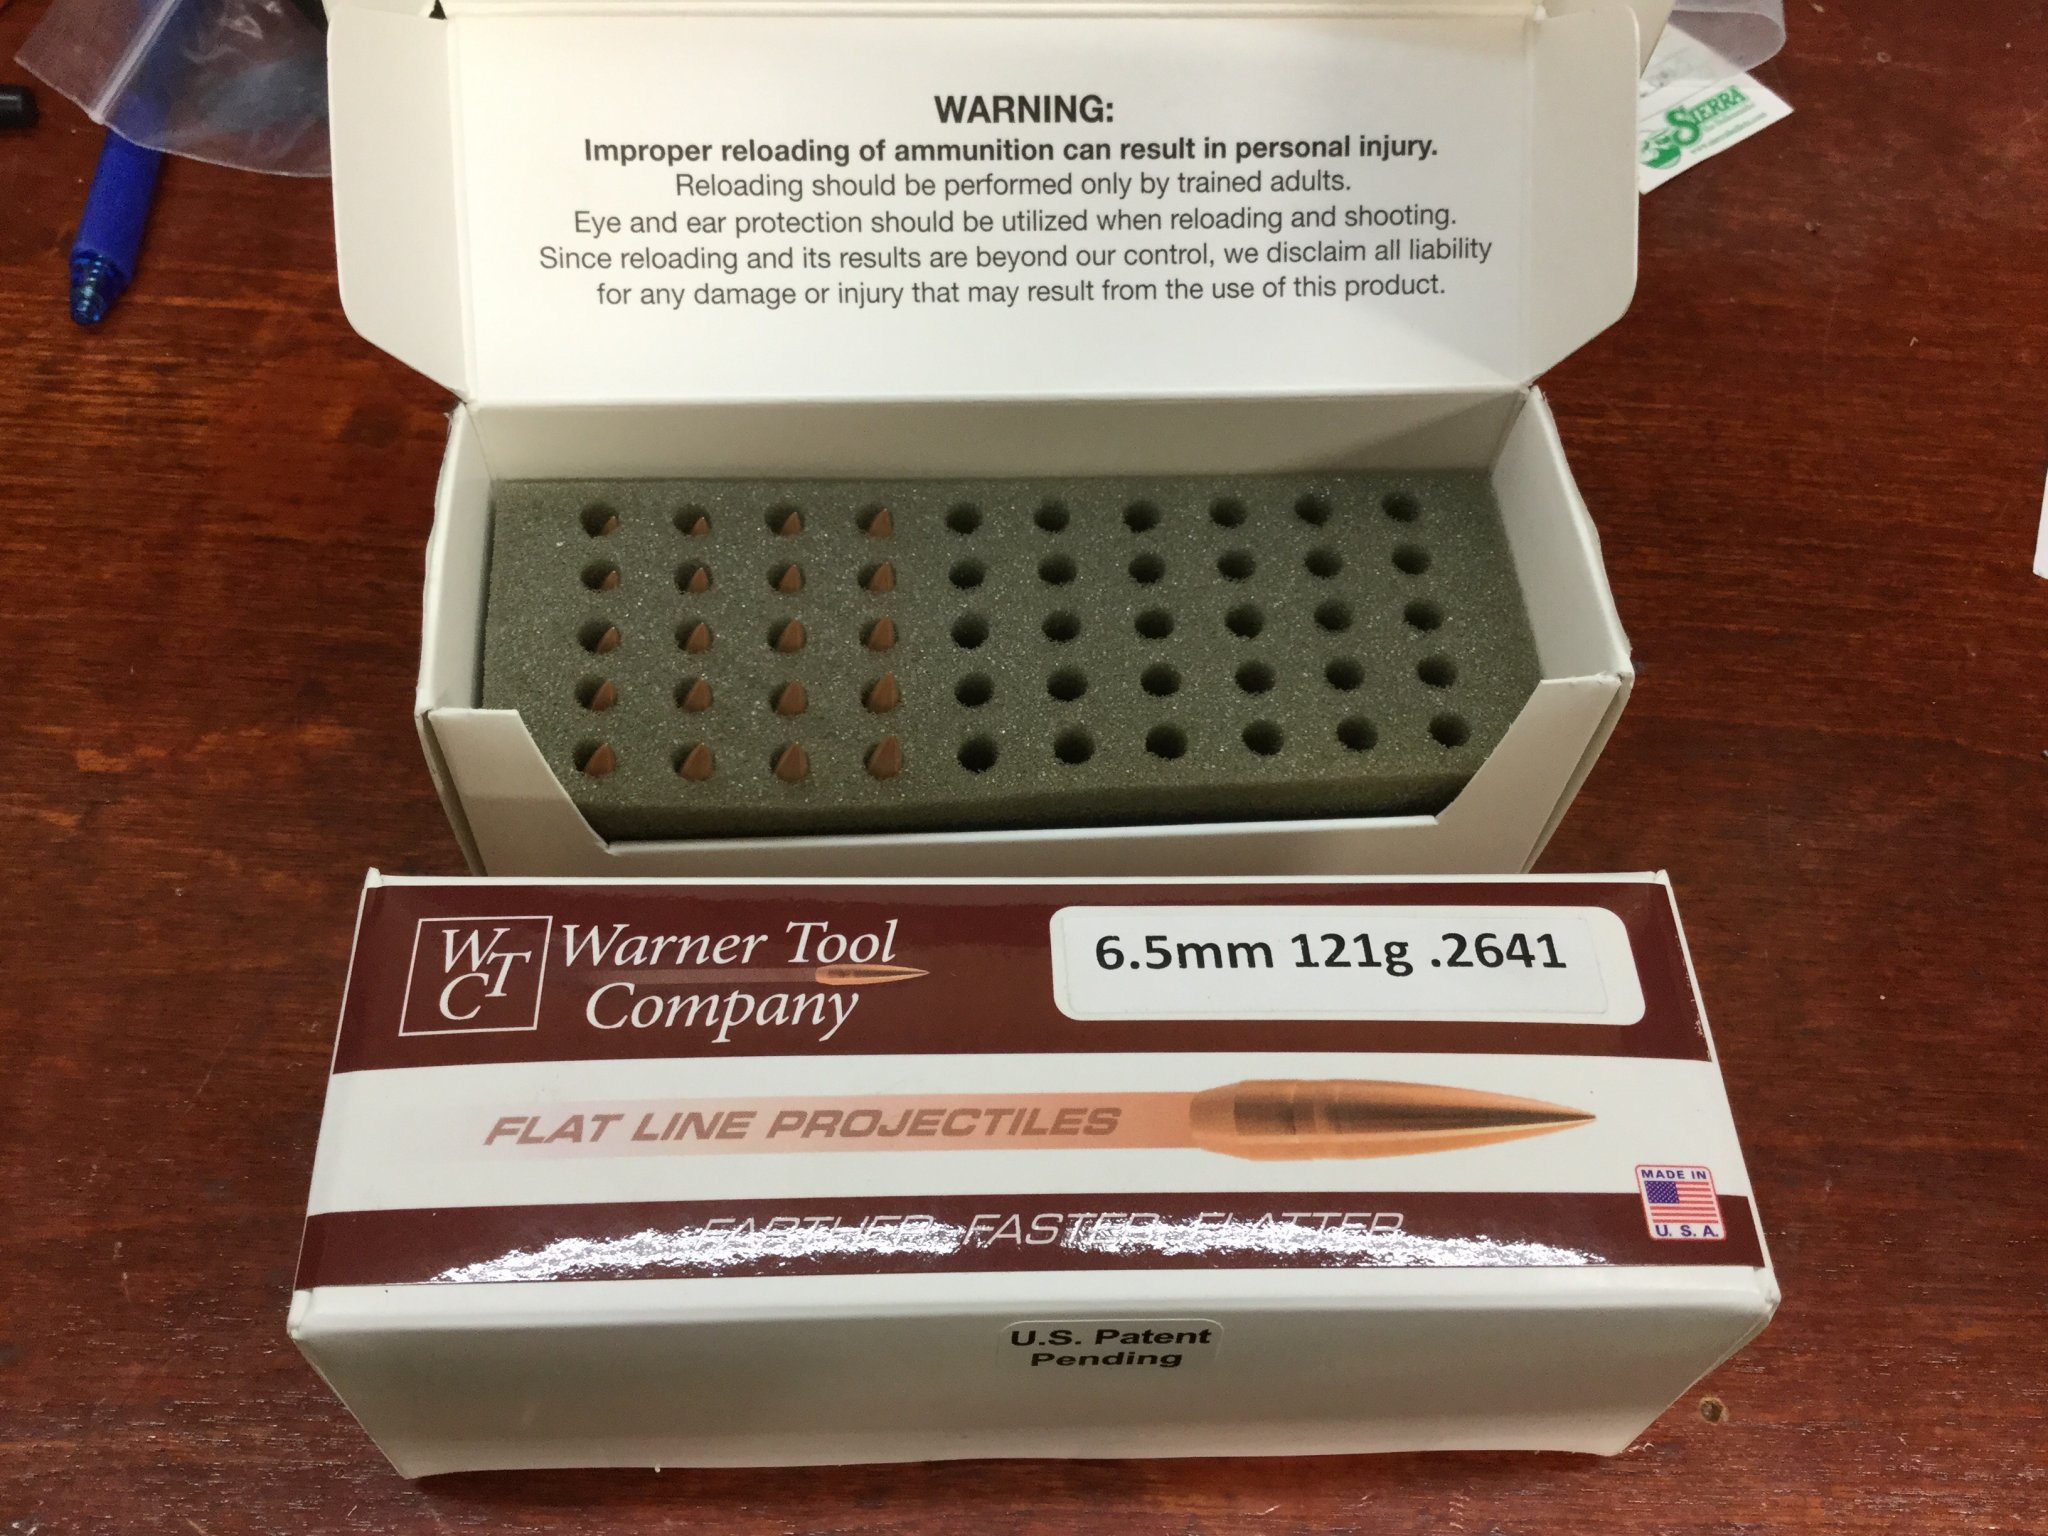 WARNING:
Improper reloading of ammunition can result in personal injury.
Reloading should be performed only by trained adults.
Eye and ear protection should be utilized when reloading and shooting.
Since reloading and its results are beyond our control, we disclaim all liability
for any damage or injury that may result from the use of this product.
SIERRA
WTC
Warner Tool
Company
6.5mm 121g .2641
FLAT LINE PROJECTILES
MADE IN
U.S.A.
FARTHER FASTER FLATTER
U.S. Patent
Pending